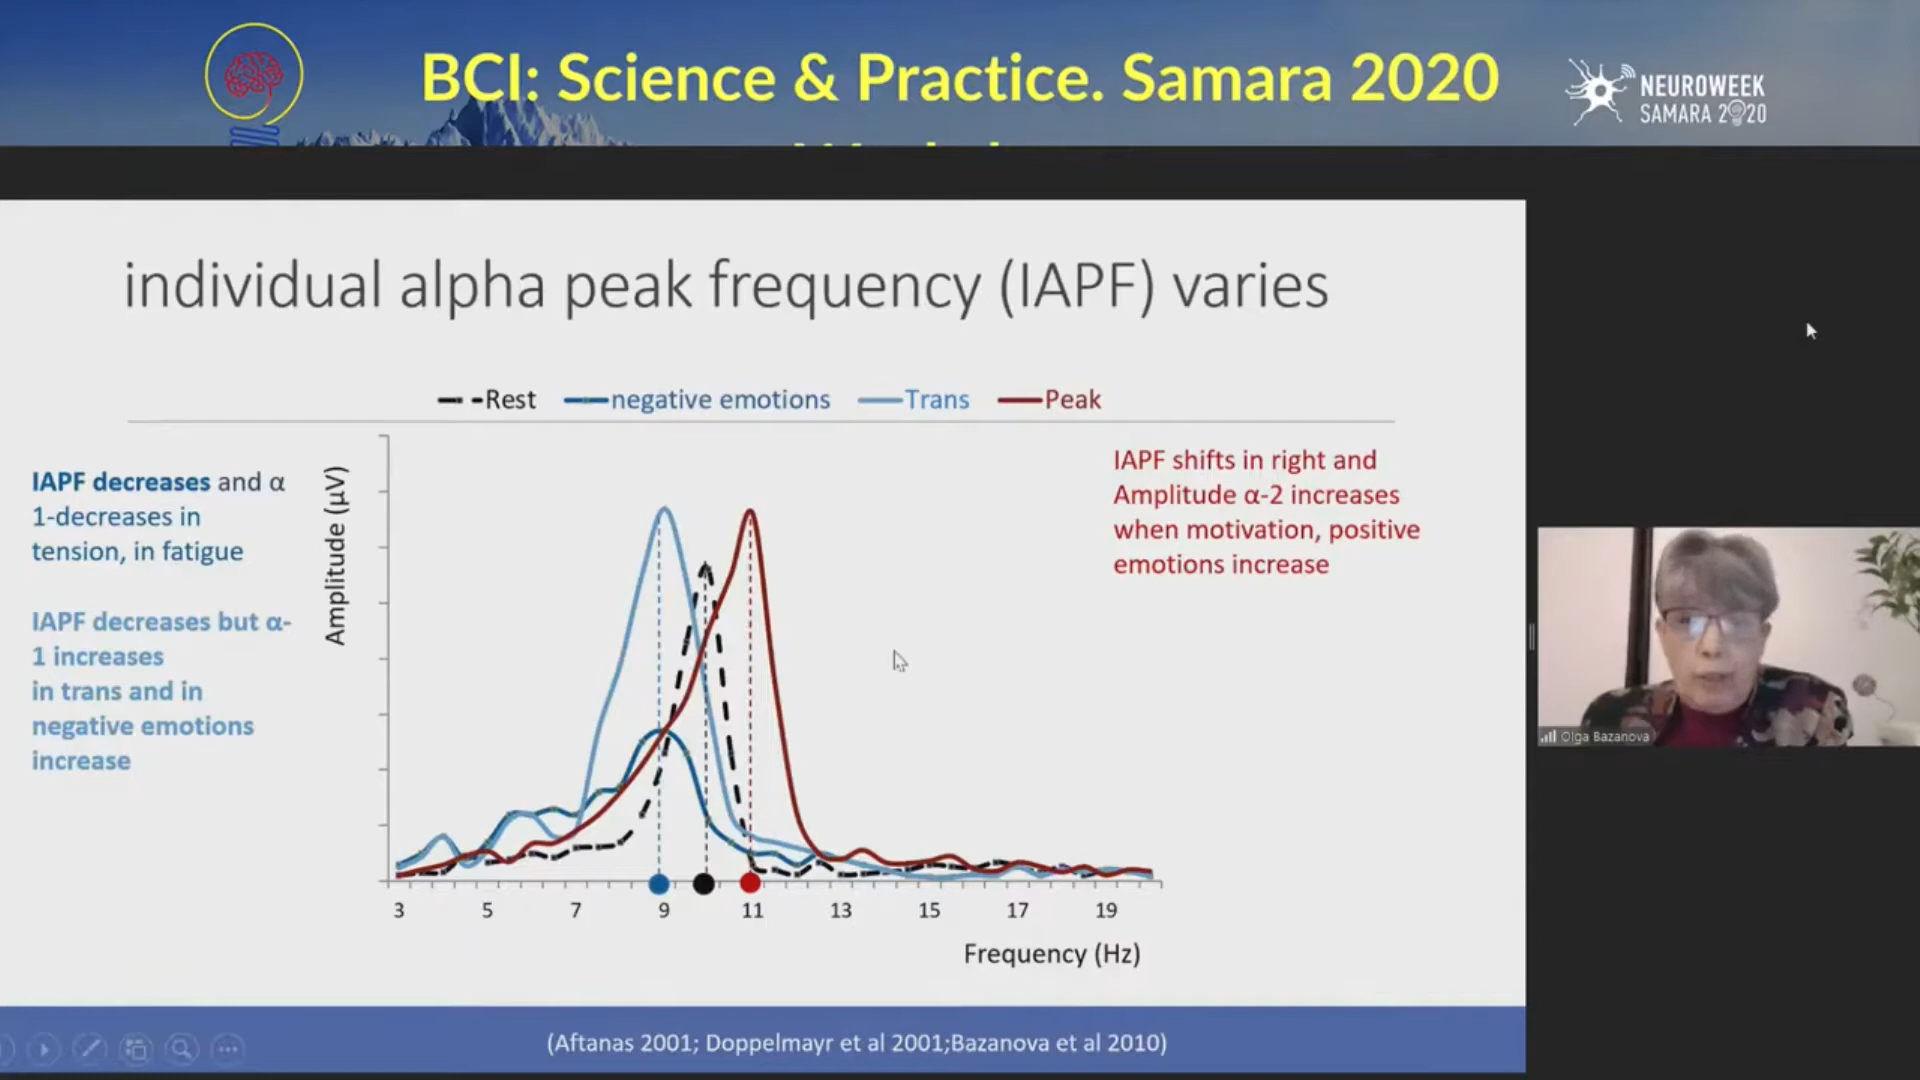 BCI: Science & Practice. Samara 2020
NEUROWEEK
SAMARA 2020
individual alpha peak frequency (IAPF) varies
Rest negative emotions Trans Peak
IAPF decreases and α
1-decreases in
tension, in fatigue
IAPF decreases but α-
1 increases
in trans and in
negative emotions
increase
Amplitude (μV)
IAPF shifts in right and
Amplitude α-2 increases
when motivation, positive
emotions increase
3 5 7 9 11 13 15 17 19
Frequency (Hz)
Olga Bazanova
(Aftanas 2001; Doppelmayr et al 2001;Bazanova et al 2010)